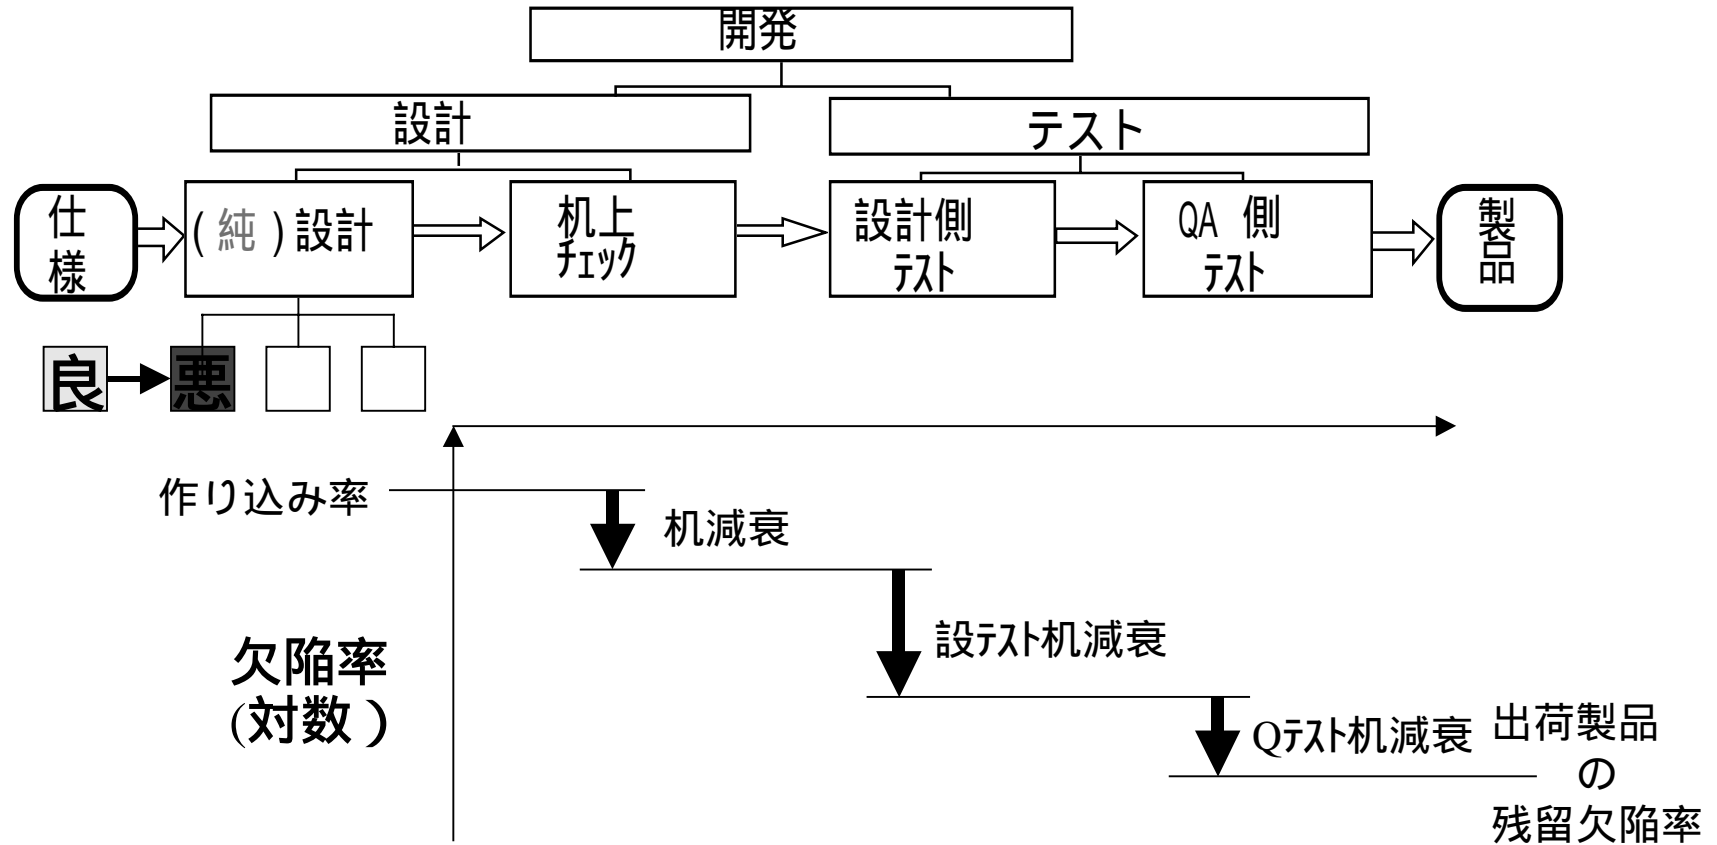 開発
設計
テスト
仕
様
(純)設計
机上
ﾁｪｯｸ
設計側
ﾃｽﾄ
QA 側
ﾃｽﾄ
製
品
良
悪
作り込み率
机減衰
設ﾃｽﾄ机減衰
欠陥率
(対数)
Qﾃｽﾄ机減衰
出荷製品
の
残留欠陥率